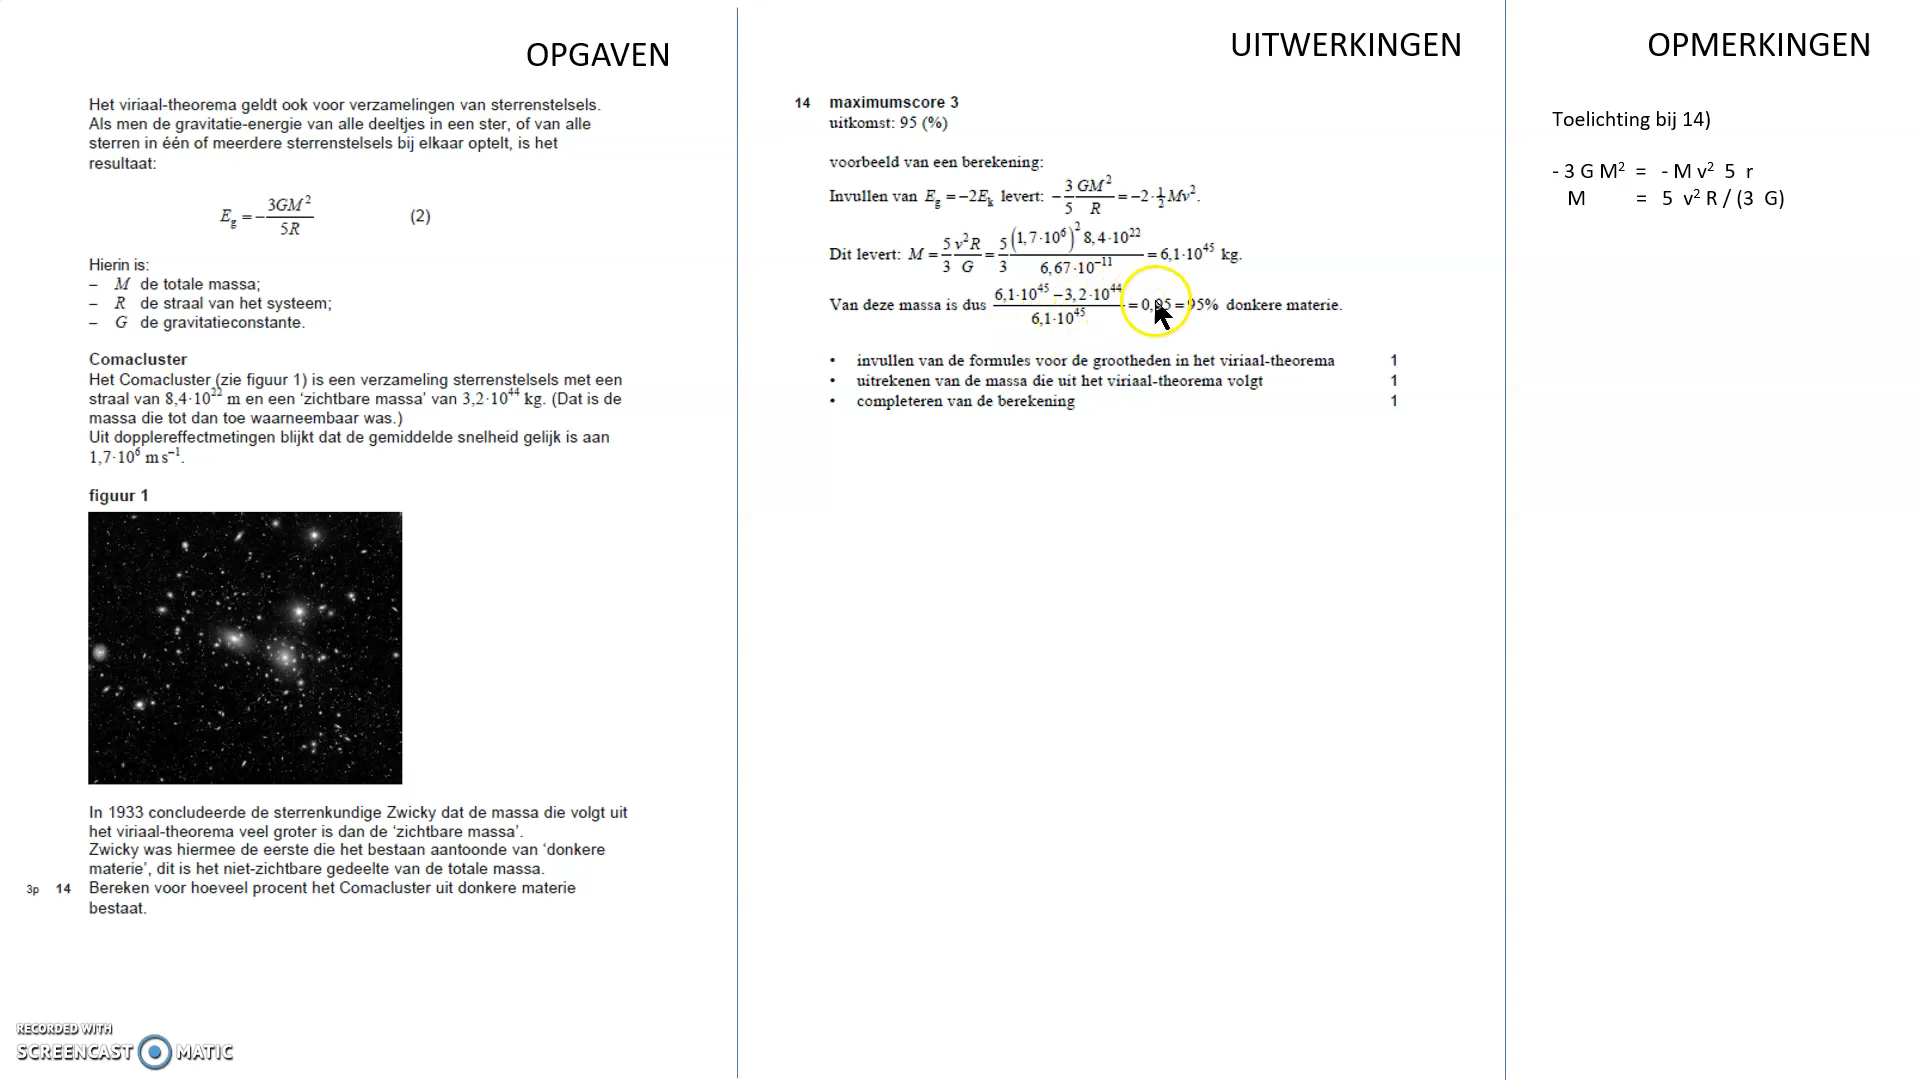 OPGAVEN
Het viriaal-theorema geldt ook voor verzamelingen van sterrenstelsels.
Als men de gravitatie-energie van alle deeltjes in een ster, of van alle
sterren in één of meerdere sterrenstelsels bij elkaar optelt, is het
resultaat:
E_g = -3GM²/5R (2)
Hierin is:
– M de totale massa;
– R de straal van het systeem;
– G de gravitatieconstante.
Comacluster
Het Comacluster (zie figuur 1) is een verzameling sterrenstelsels met een
straal van 8,4·10²² m en een ‘zichtbare massa’ van 3,2·10⁴⁴ kg. (Dat is de
massa die tot dan toe waarneembaar was.)
Uit dopplereffectmetingen blijkt dat de gemiddelde snelheid gelijk is aan
1,7·10⁶ m s⁻¹.
figuur 1
In 1933 concludeerde de sterrenkundige Zwicky dat de massa die volgt uit
het viriaal-theorema veel groter is dan de ‘zichtbare massa’.
Zwicky was hiermee de eerste die het bestaan aantoonde van ‘donkere
materie’, dit is het niet-zichtbare gedeelte van de totale massa.
3p 14 Bereken voor hoeveel procent het Comacluster uit donkere materie
bestaat.
RECORDED WITH
SCREENCAST MATIC
UITWERKINGEN
14 maximumscore 3
uitkomst: 95 (%)
voorbeeld van een berekening:
Invullen van E_g = −2E_k levert: −3/5 GM²/R = −2·½Mv².
Dit levert: M = 5/3 v²R/G = 5/3 (1,7·10⁶)² 8,4·10²² / 6,67·10⁻¹¹ = 6,1·10⁴⁵ kg.
Van deze massa is dus (6,1·10⁴⁵ − 3,2·10⁴⁴) / 6,1·10⁴⁵ = 0,95 = 95% donkere materie.
• invullen van de formules voor de grootheden in het viriaal-theorema 1
• uitrekenen van de massa die uit het viriaal-theorema volgt 1
• completeren van de berekening 1
OPMERKINGEN
Toelichting bij 14)
- 3 G M² = - M v² 5 r
M = 5 v² R / (3 G)